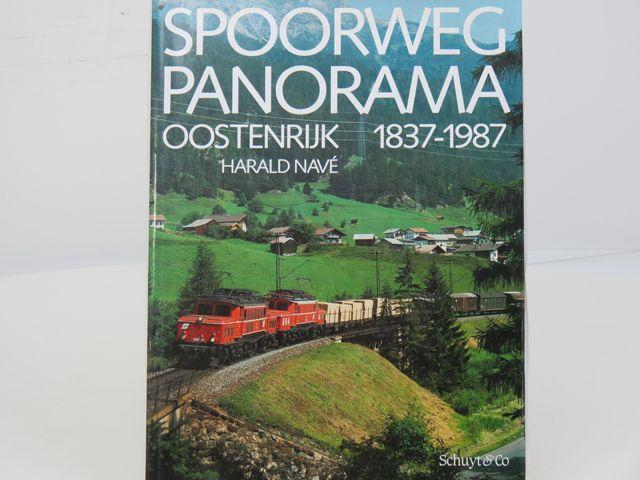 SPOORWEG
PANORAMA
OOSTENRIJK 1837-1987
HARALD NAVÉ
Schuyt & Co